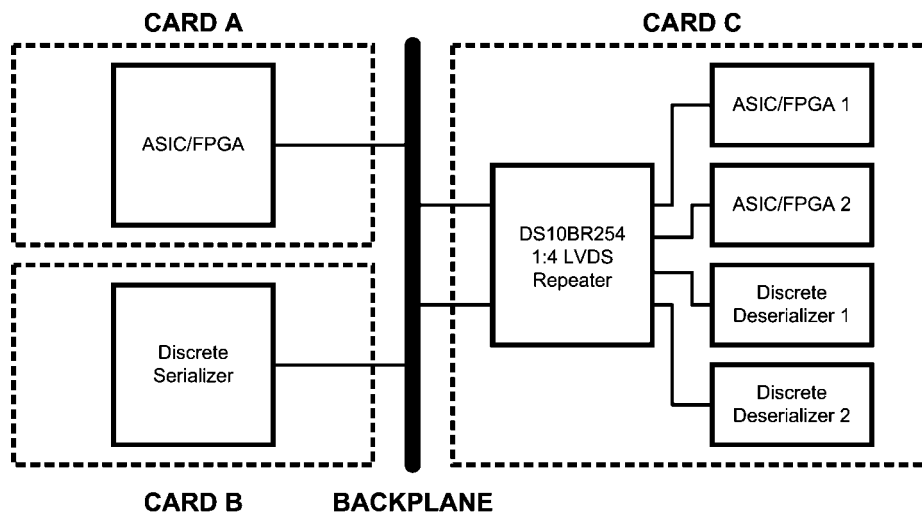 CARD A
CARD C
ASIC/FPGA
ASIC/FPGA 1
ASIC/FPGA 2
DS10BR254
1:4 LVDS
Repeater
Discrete
Serializer
Discrete
Deserializer 1
Discrete
Deserializer 2
CARD B
BACKPLANE